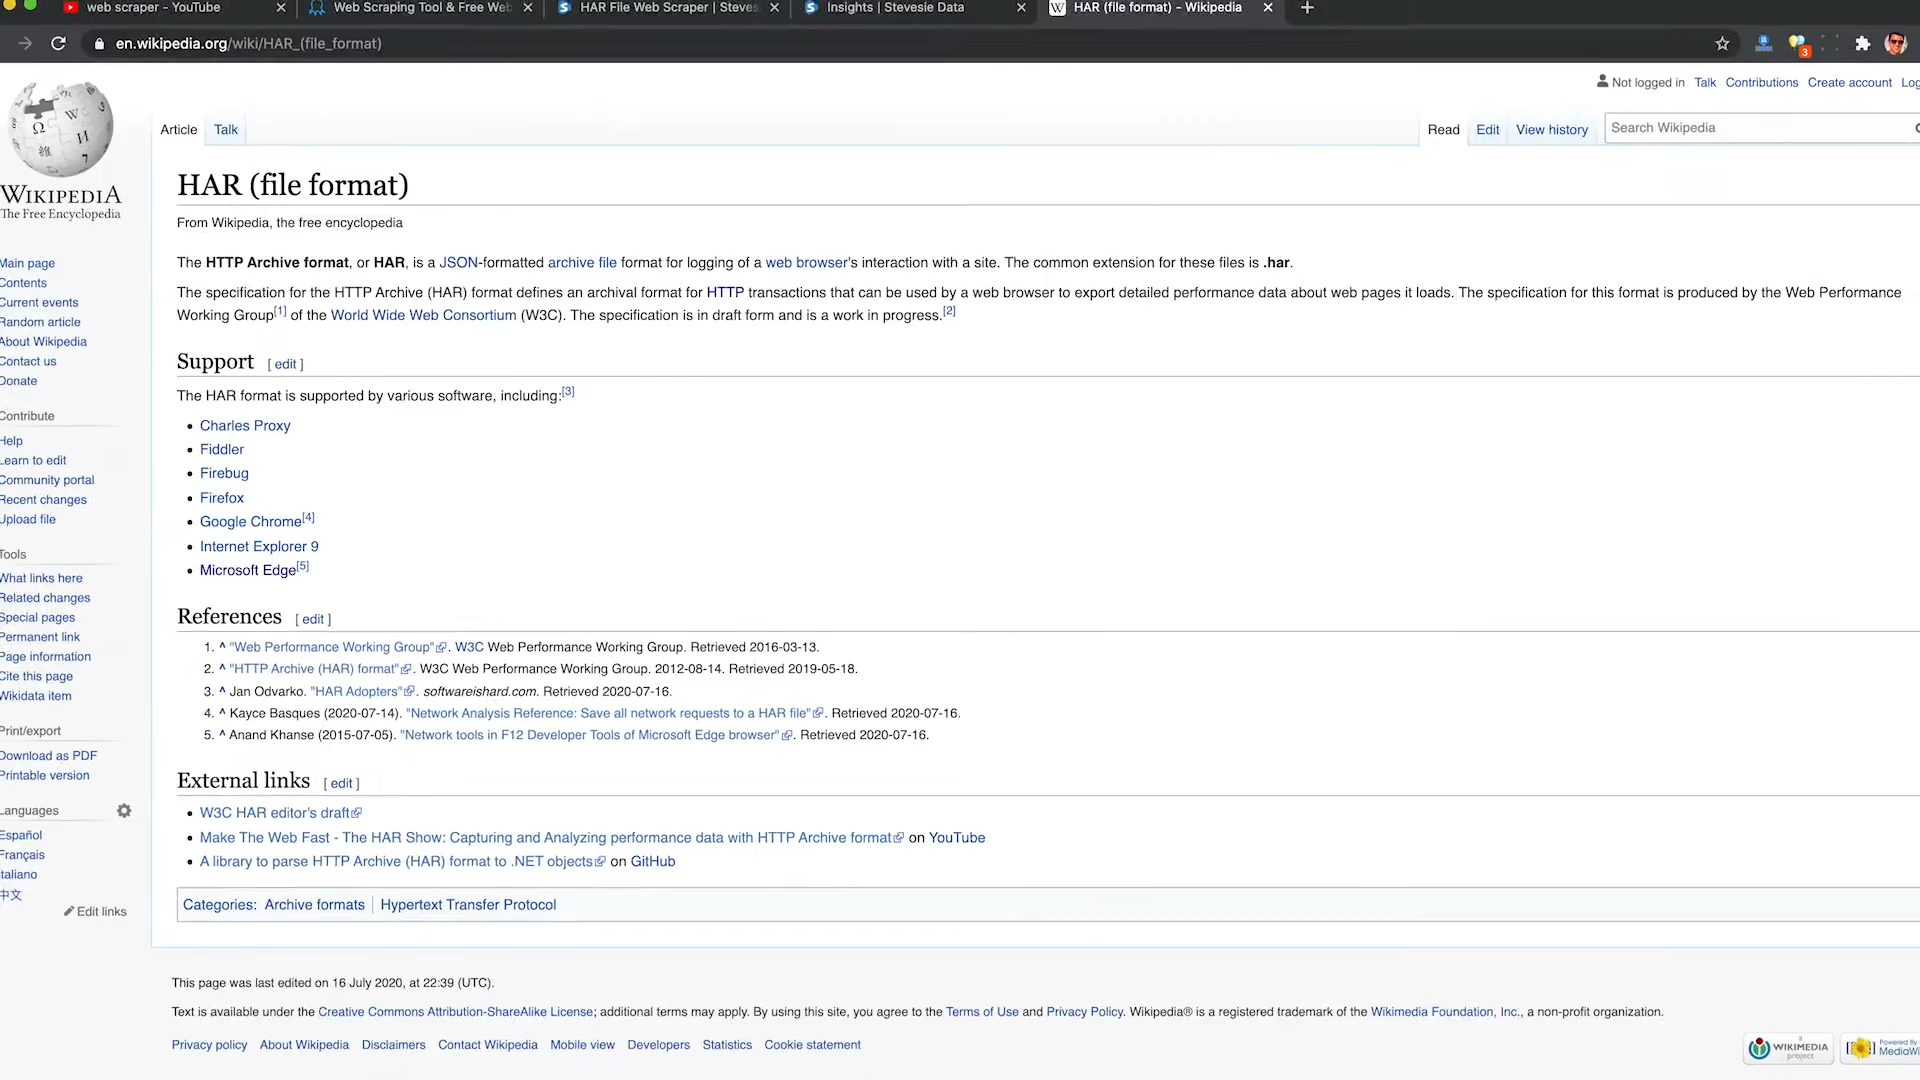 web scraper - YouTube
Web Scraping Tool & Free Web
HAR File Web Scraper | Steves
Insights | Stevesie Data
HAR (file format) - Wikipedia
en.wikipedia.org/wiki/HAR_(file_format)
3
Not logged in Talk Contributions Create account Log
Article Talk
Read Edit View history
Search Wikipedia
WIKIPEDIA
The Free Encyclopedia
Main page
Contents
Current events
Random article
About Wikipedia
Contact us
Donate
Contribute
Help
Learn to edit
Community portal
Recent changes
Upload file
Tools
What links here
Related changes
Special pages
Permanent link
Page information
Cite this page
Wikidata item
Print/export
Download as PDF
Printable version
Languages
Español
Français
Italiano
中文
Edit links
HAR (file format)
From Wikipedia, the free encyclopedia
The HTTP Archive format, or HAR, is a JSON-formatted archive file format for logging of a web browser's interaction with a site. The common extension for these files is .har.
The specification for the HTTP Archive (HAR) format defines an archival format for HTTP transactions that can be used by a web browser to export detailed performance data about web pages it loads. The specification for this format is produced by the Web Performance
Working Group[1] of the World Wide Web Consortium (W3C). The specification is in draft form and is a work in progress.[2]
Support [ edit ]
The HAR format is supported by various software, including:[3]
• Charles Proxy
• Fiddler
• Firebug
• Firefox
• Google Chrome[4]
• Internet Explorer 9
• Microsoft Edge[5]
References [ edit ]
1. ^ "Web Performance Working Group". W3C Web Performance Working Group. Retrieved 2016-03-13.
2. ^ "HTTP Archive (HAR) format". W3C Web Performance Working Group. 2012-08-14. Retrieved 2019-05-18.
3. ^ Jan Odvarko. "HAR Adopters". softwareishard.com. Retrieved 2020-07-16.
4. ^ Kayce Basques (2020-07-14). "Network Analysis Reference: Save all network requests to a HAR file". Retrieved 2020-07-16.
5. ^ Anand Khanse (2015-07-05). "Network tools in F12 Developer Tools of Microsoft Edge browser". Retrieved 2020-07-16.
External links [ edit ]
• W3C HAR editor's draft
• Make The Web Fast - The HAR Show: Capturing and Analyzing performance data with HTTP Archive format on YouTube
• A library to parse HTTP Archive (HAR) format to .NET objects on GitHub
Categories: Archive formats | Hypertext Transfer Protocol
This page was last edited on 16 July 2020, at 22:39 (UTC).
Text is available under the Creative Commons Attribution-ShareAlike License; additional terms may apply. By using this site, you agree to the Terms of Use and Privacy Policy. Wikipedia® is a registered trademark of the Wikimedia Foundation, Inc., a non-profit organization.
Privacy policy About Wikipedia Disclaimers Contact Wikipedia Mobile view Developers Statistics Cookie statement
WIKIMEDIA
project
Powered By
MediaWi